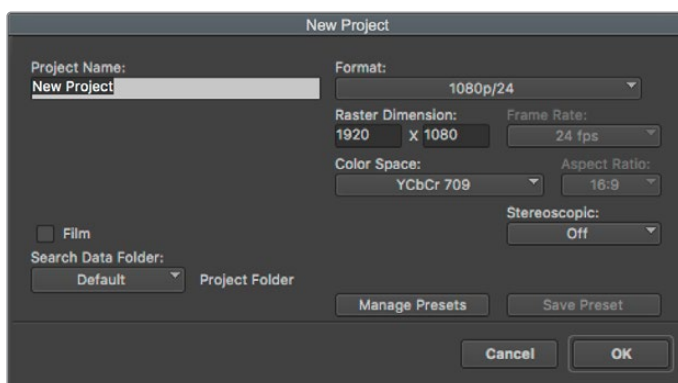 New Project
Project Name:
New Project
Format:
1080p/24
Raster Dimension:
1920 x 1080
Frame Rate:
24 fps
Color Space:
YCbCr 709
Aspect Ratio:
16:9
Stereoscopic:
Off
Film
Search Data Folder:
Default
Project Folder
Manage Presets
Save Preset
Cancel
OK